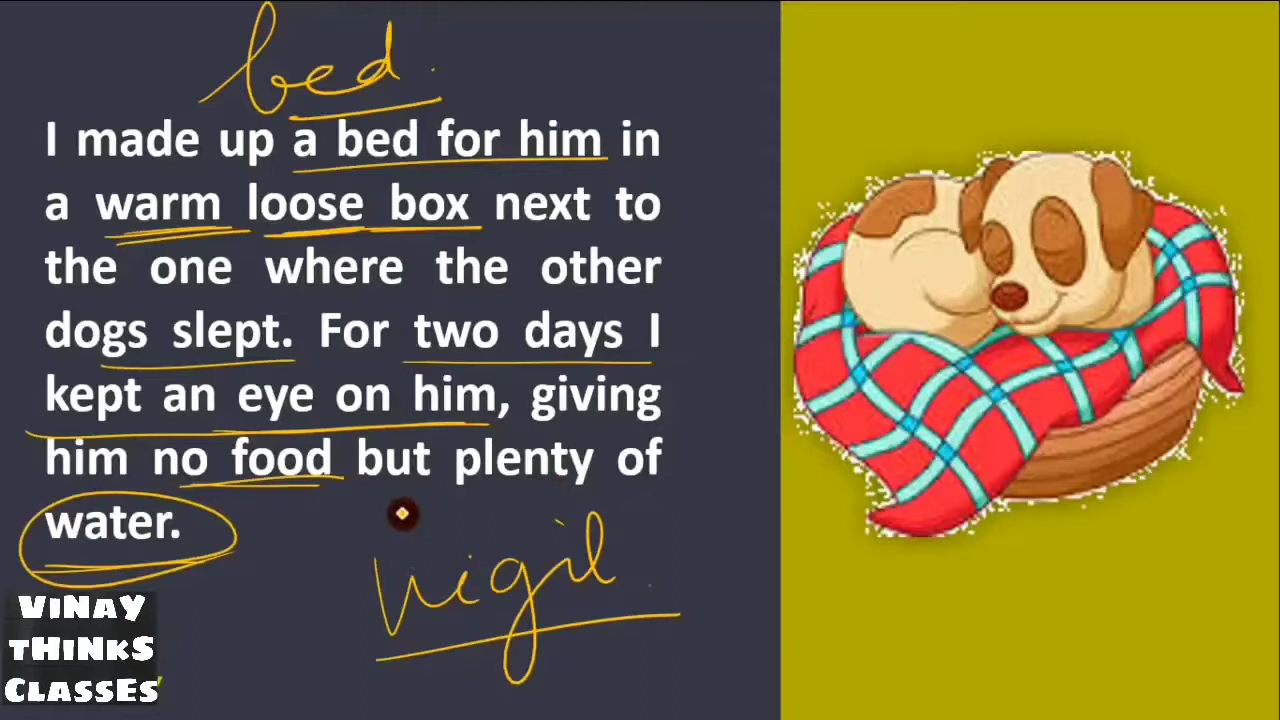 bed.
I made up a bed for him in
a warm loose box next to
the one where the other
dogs slept. For two days I
kept an eye on him, giving
him no food but plenty of
water.
vigil.
VINAY
THINKS
CLASSES